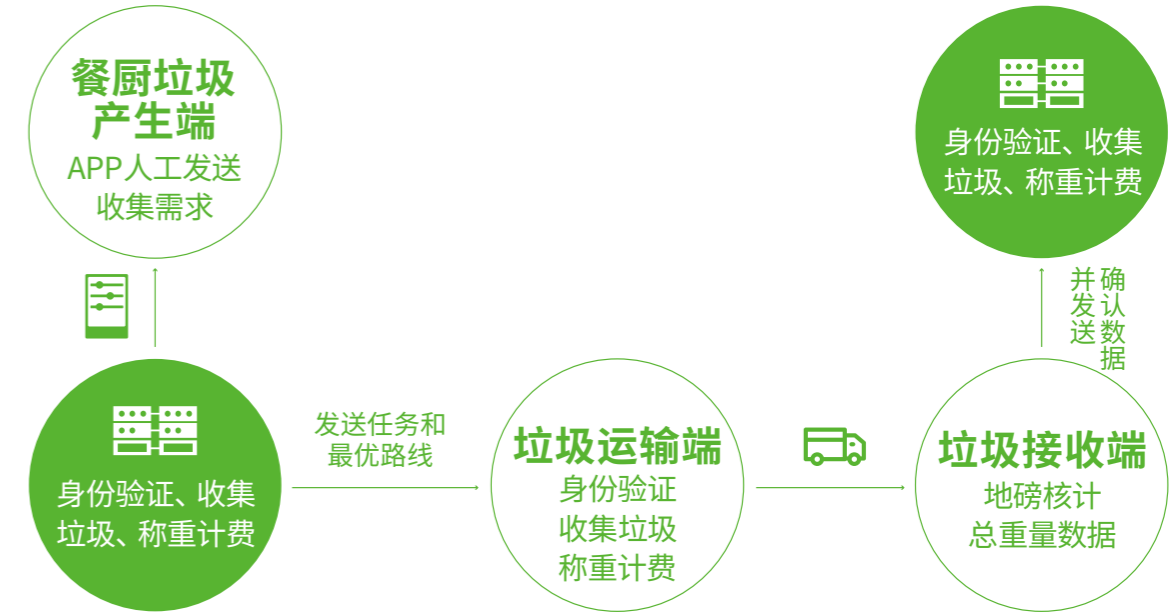 餐厨垃圾
产生端
APP人工发送
收集需求
身份验证、收集
垃圾、称重计费
发送任务和
最优路线
垃圾运输端
身份验证
收集垃圾
称重计费
垃圾接收端
地磅核计
总重量数据
确认数据
并发送
身份验证、收集
垃圾、称重计费